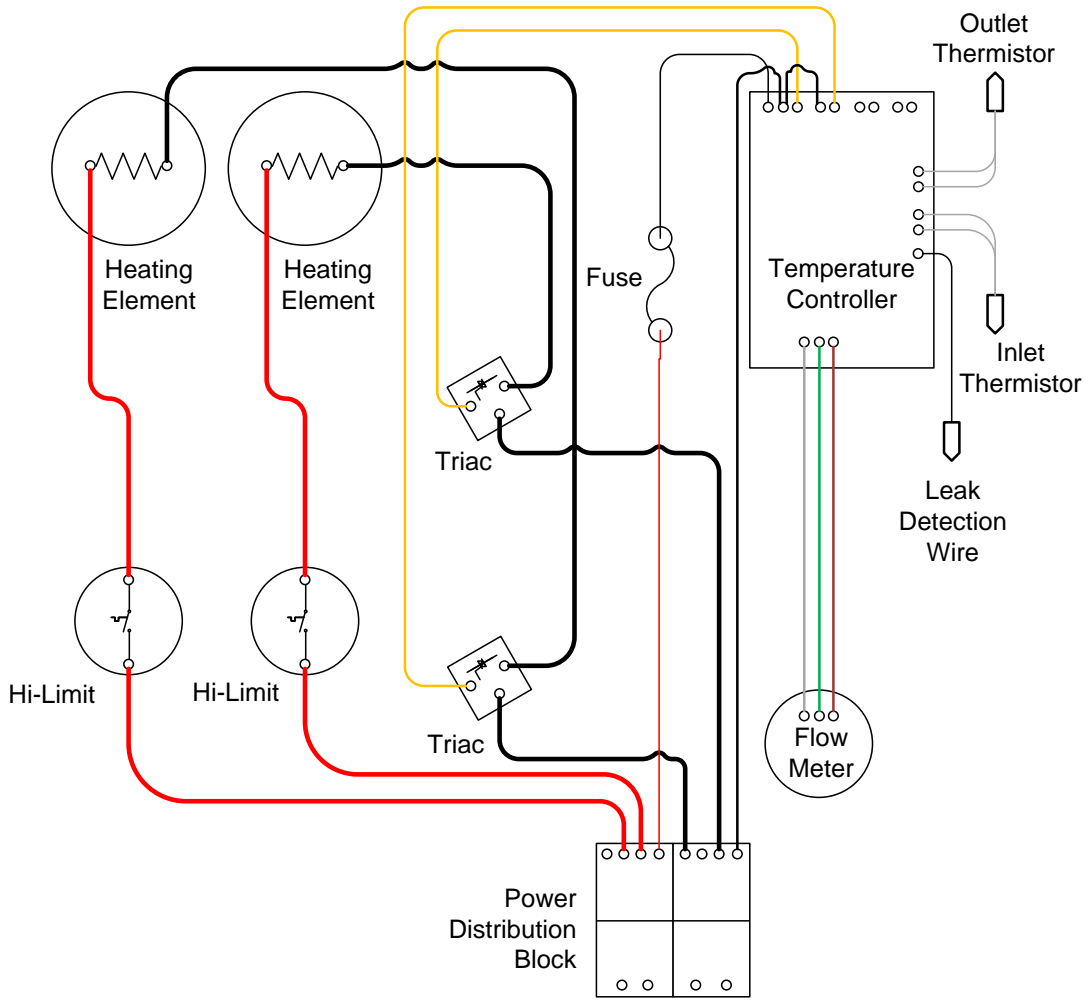 Outlet
Thermistor
Heating
Element
Heating
Element
Fuse
Temperature
Controller
Inlet
Thermistor
Triac
Leak
Detection
Wire
Hi-Limit
Hi-Limit
Triac
Flow
Meter
Power
Distribution
Block